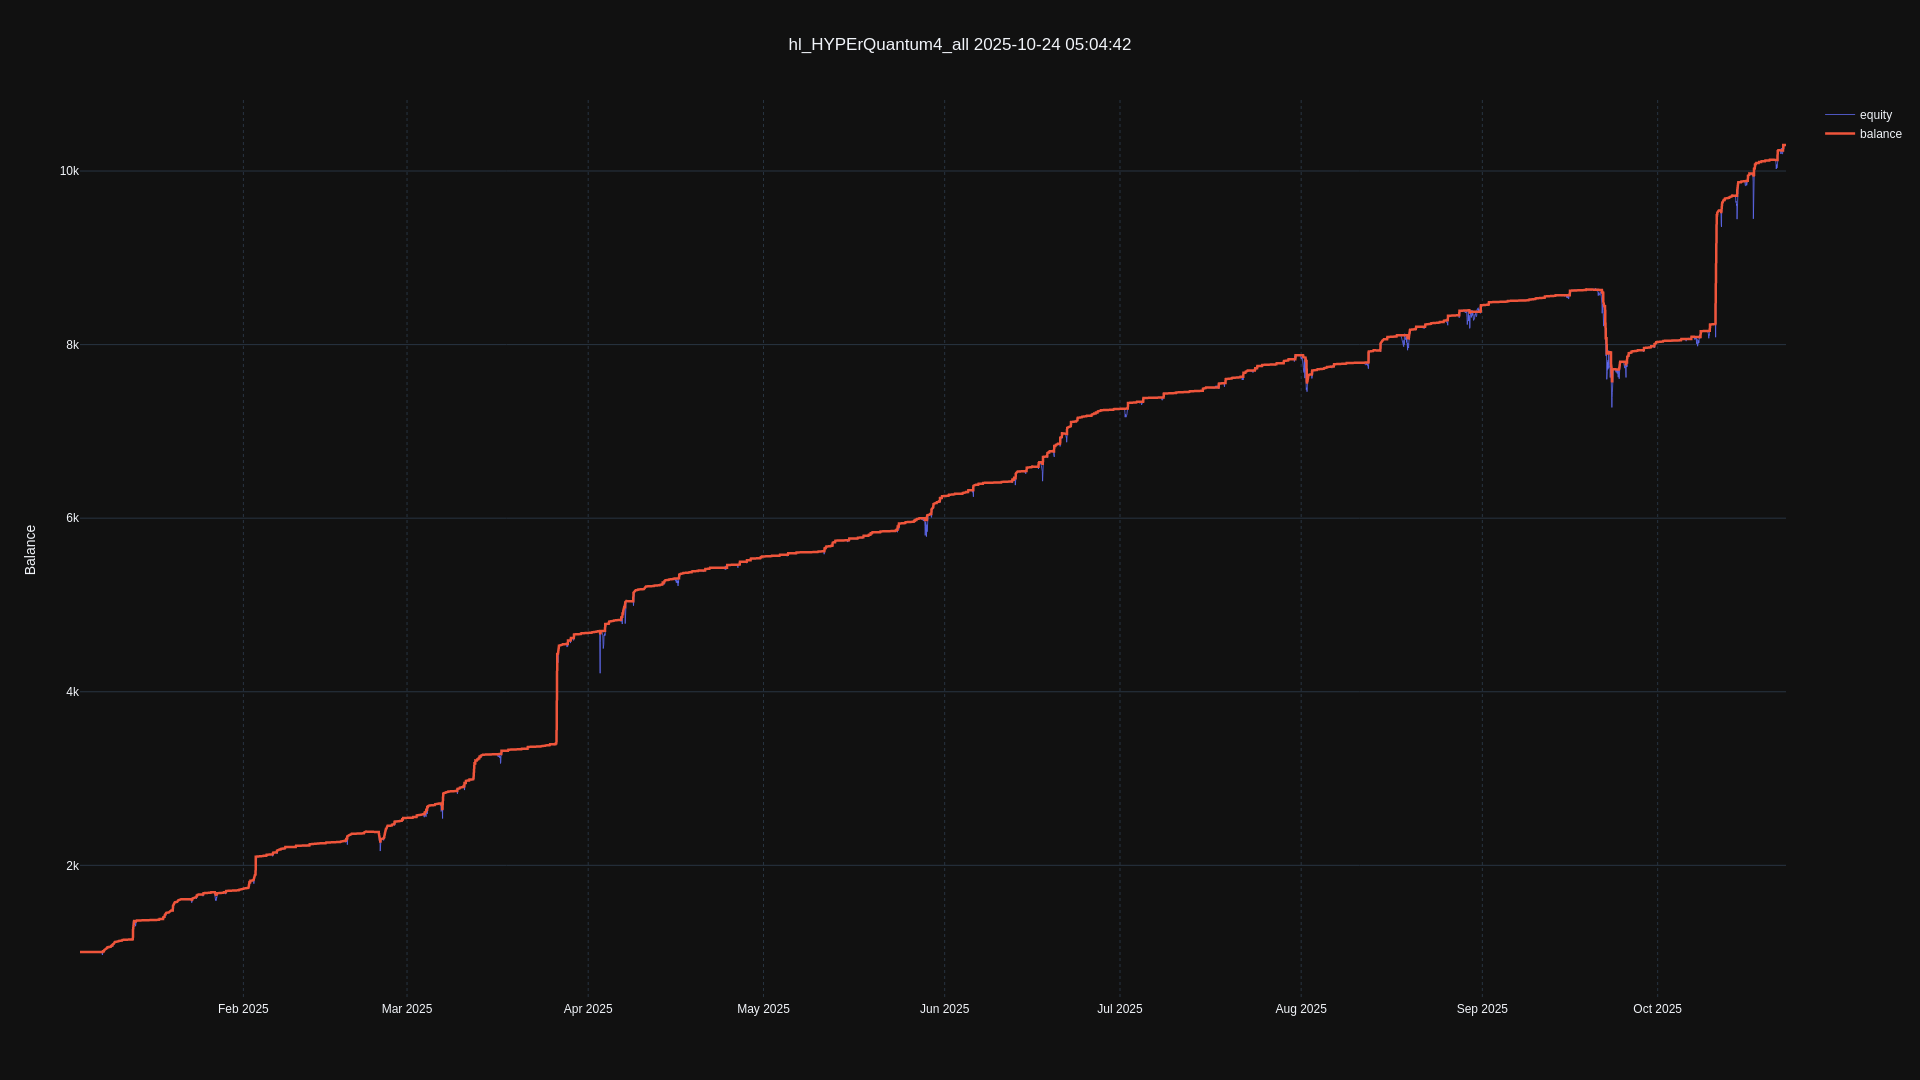 hl_HYPErQuantum4_all 2025-10-24 05:04:42
equity
balance
10k
8k
6k
4k
2k
Balance
Feb 2025
Mar 2025
Apr 2025
May 2025
Jun 2025
Jul 2025
Aug 2025
Sep 2025
Oct 2025